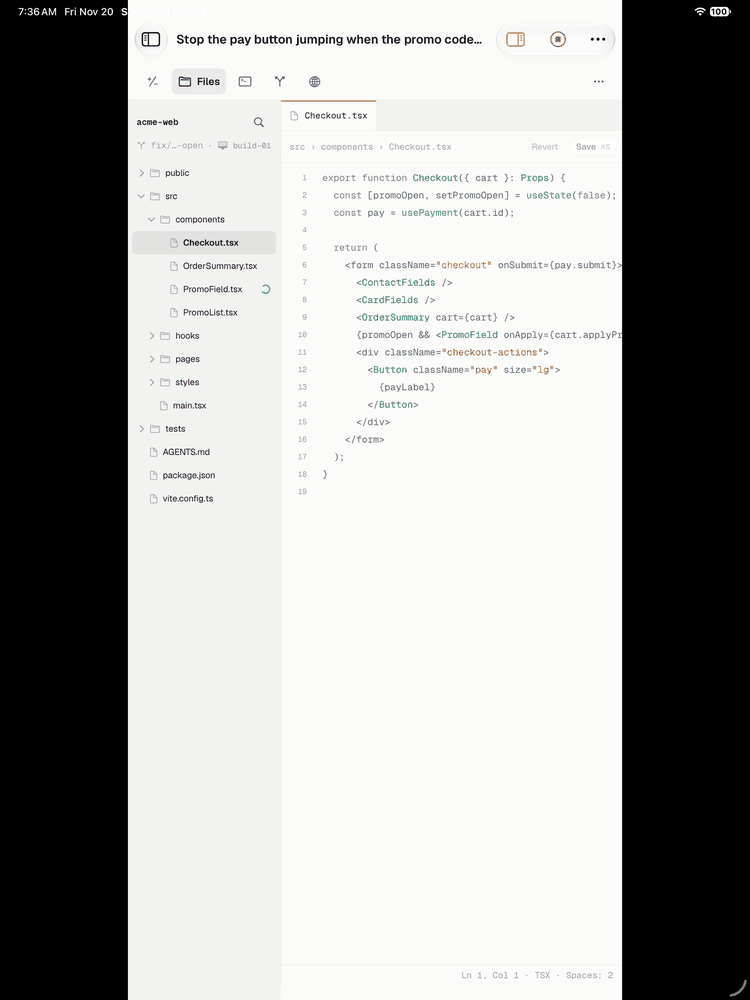 7:36 AM Fri Nov 20
100
Stop the pay button jumping when the promo code…
Files
acme-web
Checkout.tsx
fix/…-open · build-01
src › components › Checkout.tsx
Revert
Save ⌘S
public
src
components
Checkout.tsx
OrderSummary.tsx
PromoField.tsx
PromoList.tsx
hooks
pages
styles
main.tsx
tests
AGENTS.md
package.json
vite.config.ts
1 export function Checkout({ cart }: Props) {
2 const [promoOpen, setPromoOpen] = useState(false);
3 const pay = usePayment(cart.id);
4
5 return (
6 <form className="checkout" onSubmit={pay.submit}>
7 <ContactFields />
8 <CardFields />
9 <OrderSummary cart={cart} />
10 {promoOpen && <PromoField onApply={cart.applyPr
11 <div className="checkout-actions">
12 <Button className="pay" size="lg">
13 {payLabel}
14 </Button>
15 </div>
16 </form>
17 );
18 }
19
Ln 1, Col 1 · TSX · Spaces: 2